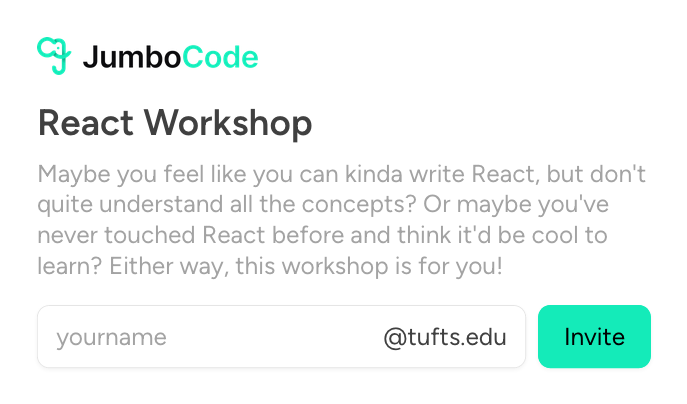 JumboCode
React Workshop
Maybe you feel like you can kinda write React, but don't
quite understand all the concepts? Or maybe you've
never touched React before and think it'd be cool to
learn? Either way, this workshop is for you!
yourname @tufts.edu Invite